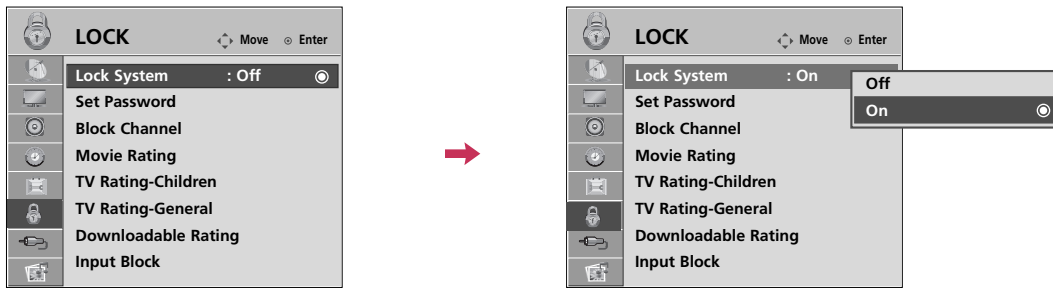 LOCK Move Enter
Lock System : Off
Set Password
Block Channel
Movie Rating
TV Rating-Children
TV Rating-General
Downloadable Rating
Input Block
LOCK Move Enter
Lock System : On
Set Password
Block Channel
Movie Rating
TV Rating-Children
TV Rating-General
Downloadable Rating
Input Block
Off
On